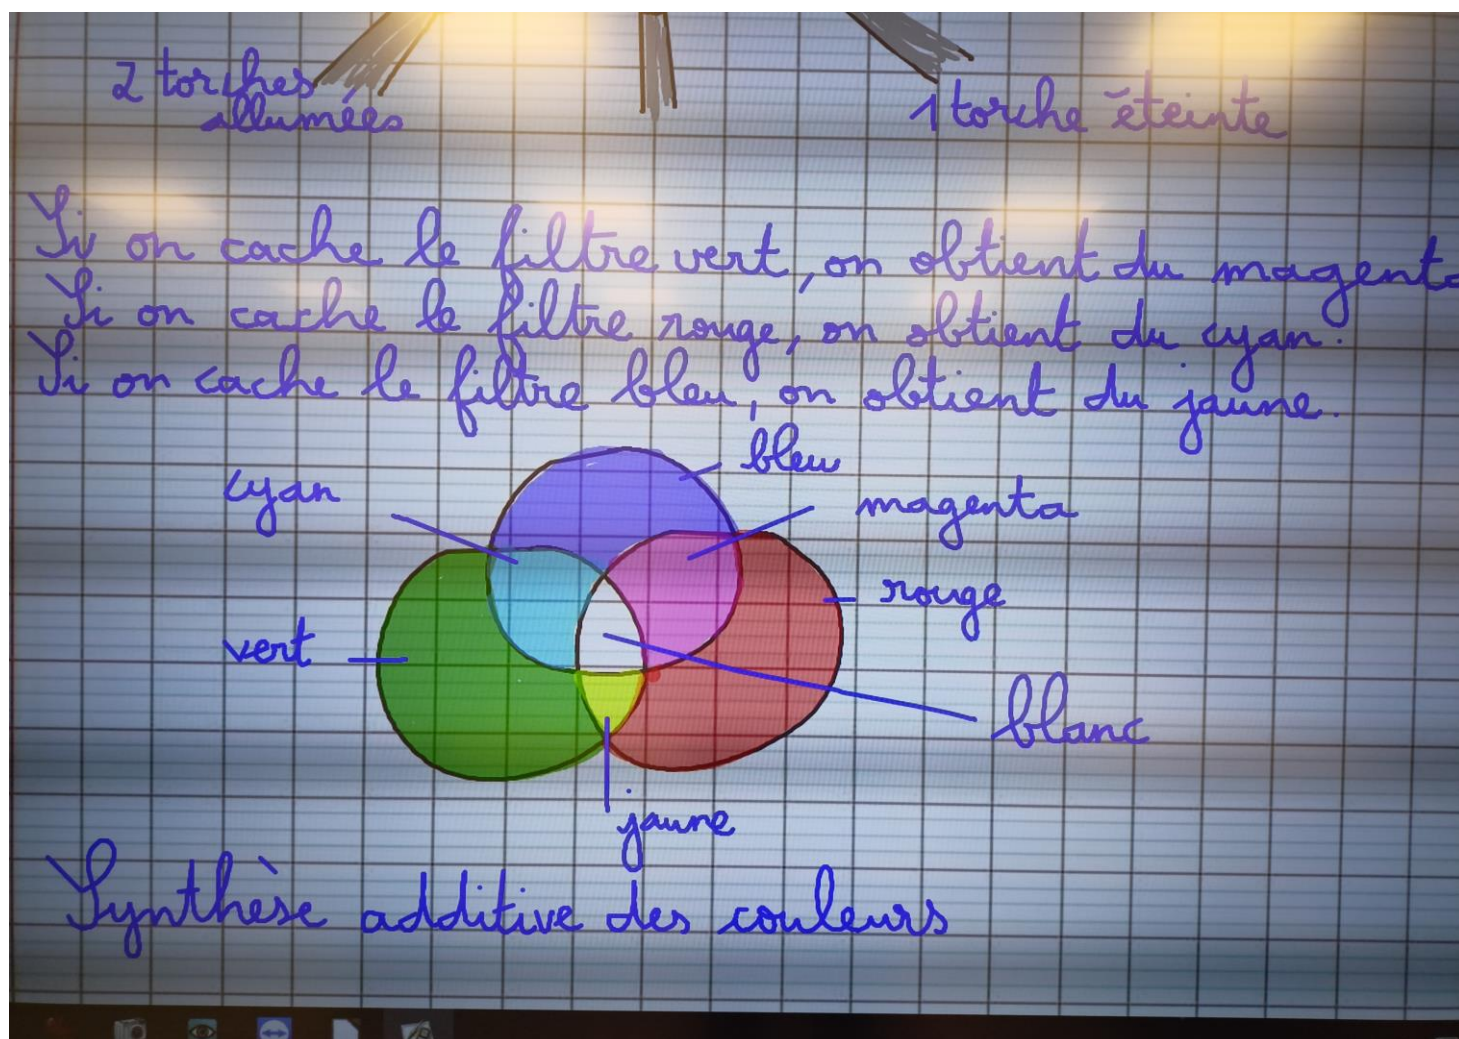 2 torches
allumées
1 torche éteinte
Si on cache le filtre vert, on obtient du magenta
Si on cache le filtre rouge, on obtient du cyan.
Si on cache le filtre bleu, on obtient du jaune.
bleu
cyan
magenta
rouge
vert
blanc
jaune
Synthèse additive des couleurs